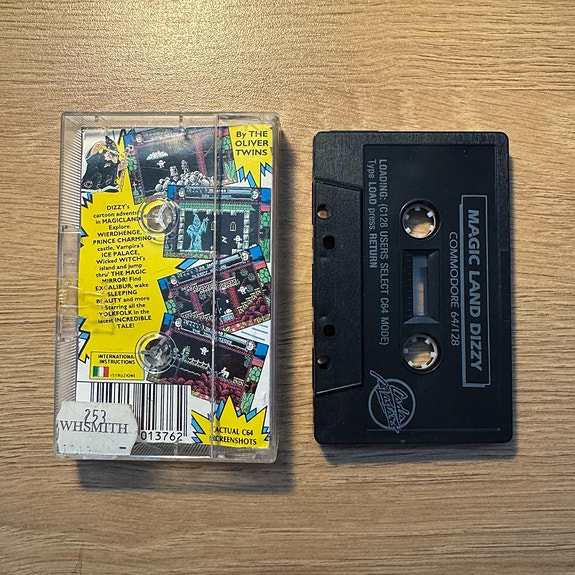 By THE
OLIVER
TWINS
DIZZY's
cartoon adventure
in MAGICLAND!
Explore
WIERDHENGE,
PRINCE CHARMING's
castle, Vampira's
ICE PALACE,
Wicked WITCH's
island and jump
thru' THE MAGIC
MIRROR! Find
EXCALIBUR, wake
SLEEPING
BEAUTY and more
Starring all the
YOLKFOLK in the
latest INCREDIBLE
TALE!
INTERNATIONAL
INSTRUCTIONS
ISTRUZIONI
253
WHSMITH
013762
ACTUAL C64
SCREENSHOTS
LOADING: (C128 USERS SELECT C64 MODE)
Type LOAD press RETURN
MAGIC LAND DIZZY
COMMODORE 64/128
Code Masters